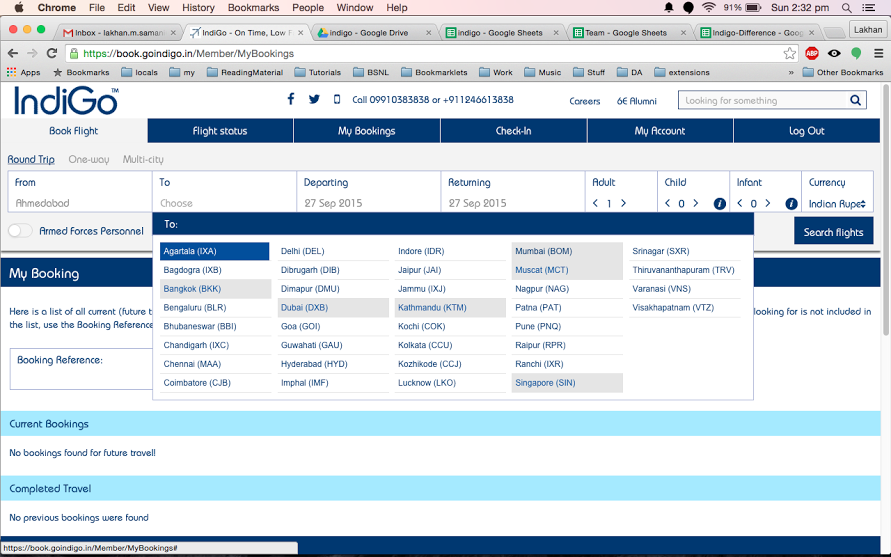 Chrome File Edit View History Bookmarks People Window Help 91% Sun 2:32 pm
Inbox - lakhan.m.saman IndiGo - On Time, Low F indigo - Google Drive indigo - Google Sheets Team - Google Sheets Indigo-Difference - Goog Lakhan
https://book.goindigo.in/Member/MyBookings ABP
Apps Bookmarks locals my ReadingMaterial Tutorials BSNL Bookmarklets Work Music Stuff DA extensions » Other Bookmarks
IndiGo™ Call 09910383838 or +911246613838 Careers 6E Alumni Looking for something
Book Flight Flight status My Bookings Check-In My Account Log Out
Round Trip One-way Multi-city
From To Departing Returning Adult Child Infant Currency
Ahmedabad Choose 27 Sep 2015 27 Sep 2015 < 1 > < 0 > i < 0 > i Indian Rupe
Armed Forces Personnel To: Search flights
Agartala (IXA) Delhi (DEL) Indore (IDR) Mumbai (BOM) Srinagar (SXR)
Bagdogra (IXB) Dibrugarh (DIB) Jaipur (JAI) Muscat (MCT) Thiruvananthapuram (TRV)
My Booking
Bangkok (BKK) Dimapur (DMU) Jammu (IXJ) Nagpur (NAG) Varanasi (VNS)
Bengaluru (BLR) Dubai (DXB) Kathmandu (KTM) Patna (PAT) Visakhapatnam (VTZ)
Here is a list of all current (future t looking for is not included in
the list, use the Booking Reference
Bhubaneswar (BBI) Goa (GOI) Kochi (COK) Pune (PNQ)
Chandigarh (IXC) Guwahati (GAU) Kolkata (CCU) Raipur (RPR)
Booking Reference:
Chennai (MAA) Hyderabad (HYD) Kozhikode (CCJ) Ranchi (IXR)
Coimbatore (CJB) Imphal (IMF) Lucknow (LKO) Singapore (SIN)
Current Bookings
No bookings found for future travel!
Completed Travel
No previous bookings were found
https://book.goindigo.in/Member/MyBookings#